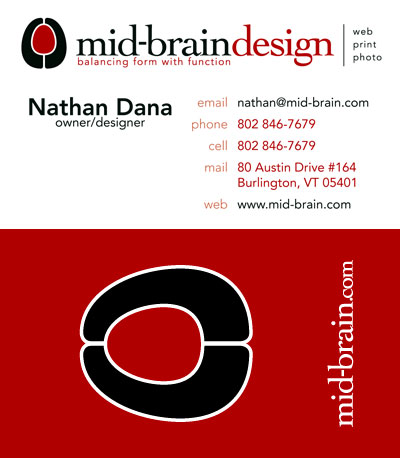 mid-braindesign
balancing form with function
web
print
photo
Nathan Dana
owner/designer
email nathan@mid-brain.com
phone 802 846-7679
cell 802 846-7679
mail 80 Austin Drive #164
Burlington, VT 05401
web www.mid-brain.com
mid-brain.com